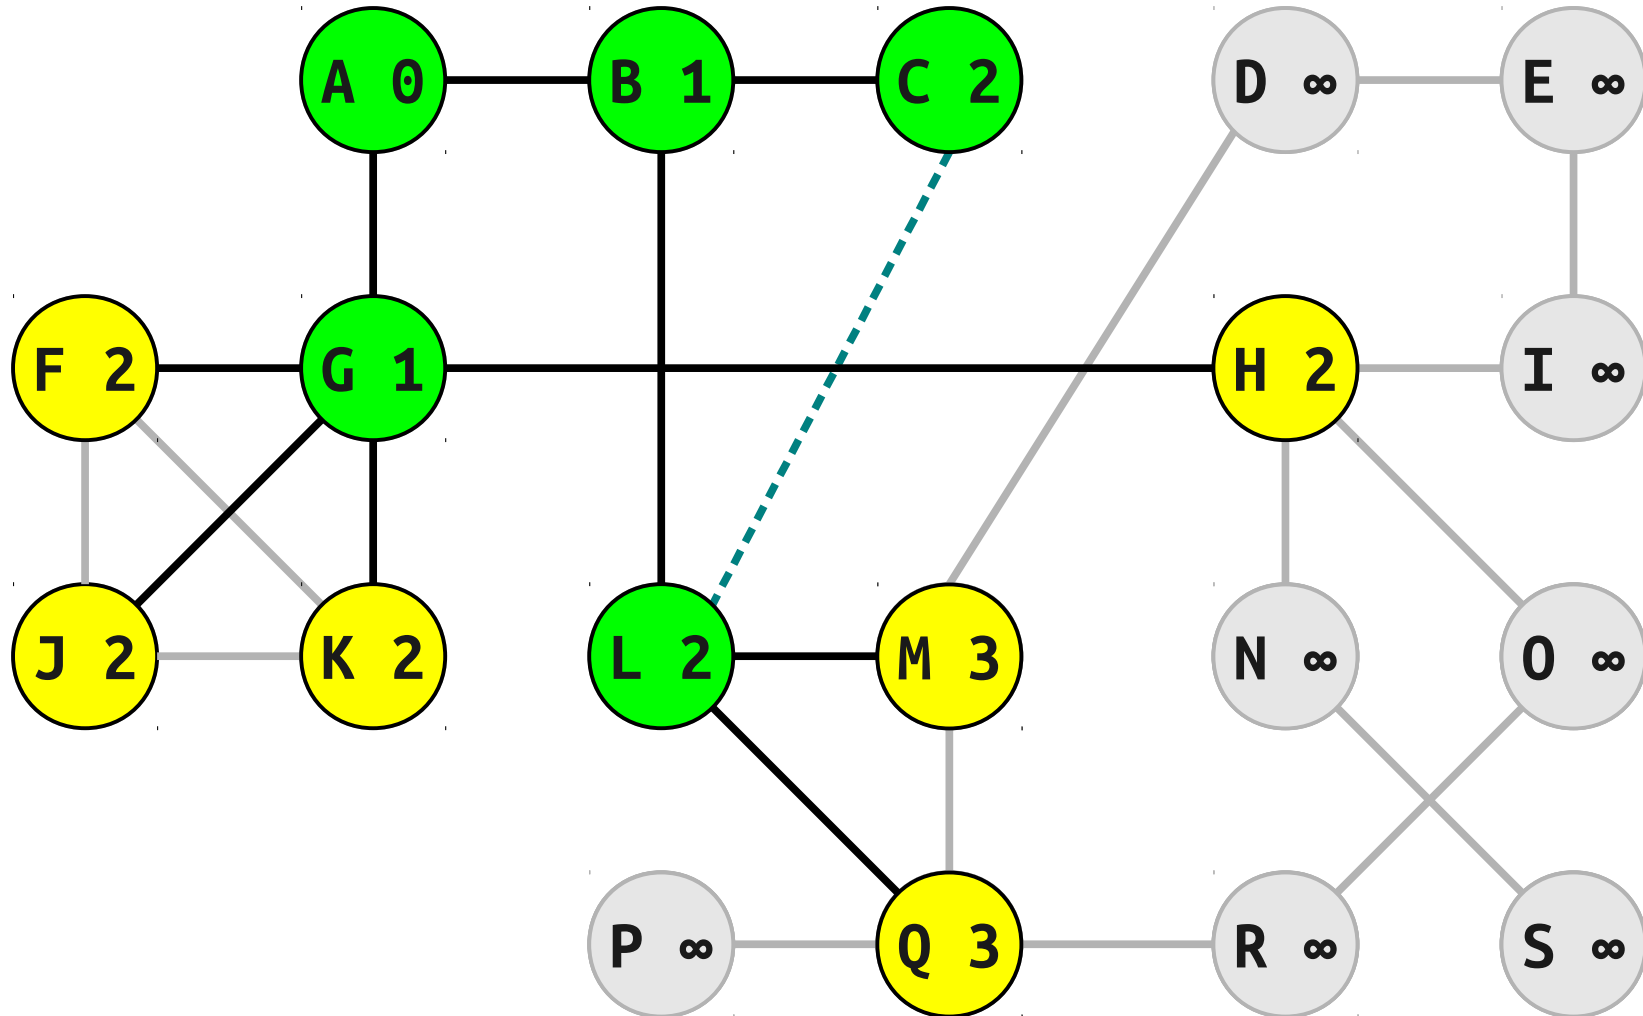 A 0 B 1 C 2 D ∞ E ∞
F 2 G 1 H 2 I ∞
J 2 K 2 L 2 M 3 N ∞ O ∞
P ∞ Q 3 R ∞ S ∞